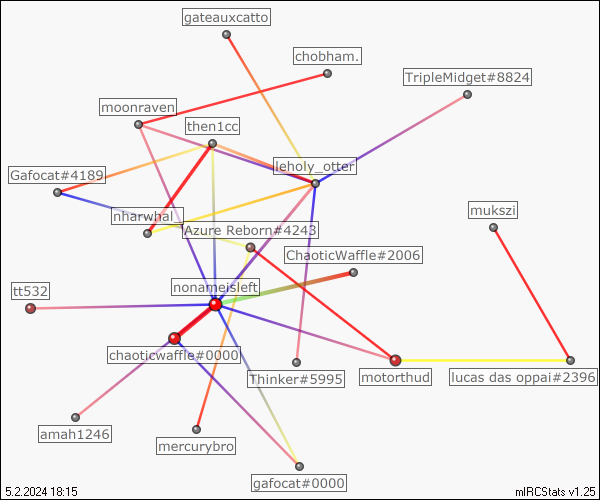 gateauxcatto
chobham.
TripleMidget#8824
moonraven
then1cc
leholy_otter
Gafocat#4189
nharwhal_
mukszi
Azure Reborn#4243
ChaoticWaffle#2006
tt532
nonameisleft
chaoticwaffle#0000
Thinker#5995
motorthud
lucas das oppai#2396
amah1246
mercurybro
gafocat#0000
5.2.2024 18:15
mIRCStats v1.25